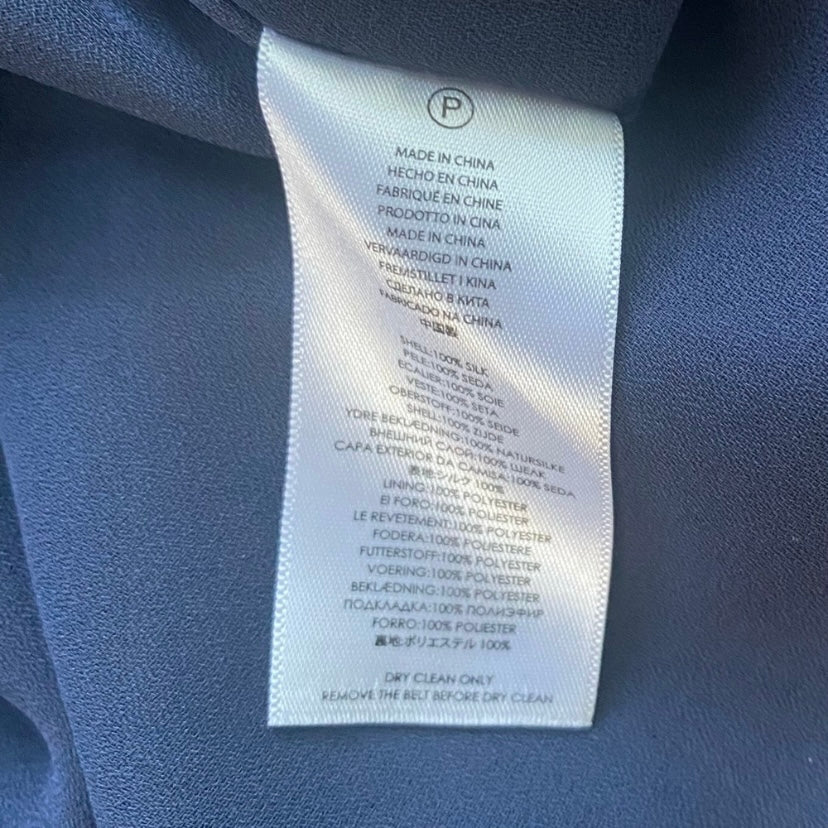 P
MADE IN CHINA
HECHO EN CHINA
FABRIQUÉ EN CHINE
PRODOTTO IN CINA
MADE IN CHINA
VERVAARDIGD IN CHINA
FREMSTILLET I KINA
СДЕЛАНО В КИТА
FABRICADO NA CHINA
中国製
SHELL:100% SILK
PELE:100% SEDA
ECALIER:100% SOIE
VESTE:100% SETA
OBERSTOFF:100% SEIDE
SHELL:100% ZIJDE
YDRE BEKLÆDNING:100% NATURSILKE
ВНЕШНИЙ СЛОЙ:100% ШЕЛК
CAPA EXTERIOR DA CAMISA:100% SEDA
表地:シルク 100%
LINING:100% POLYESTER
EI FORO:100% POLIESTER
LE REVETEMENT:100% POLYESTER
FODERA:100% POLIESTERE
FUTTERSTOFF:100% POLYESTER
VOERING:100% POLYESTER
BEKLÆDNING:100% POLYESTER
ПОДКЛАДКА:100% ПОЛИЭФИР
FORRO:100% POLIESTER
裏地:ポリエステル 100%
DRY CLEAN ONLY
REMOVE THE BELT BEFORE DRY CLEAN